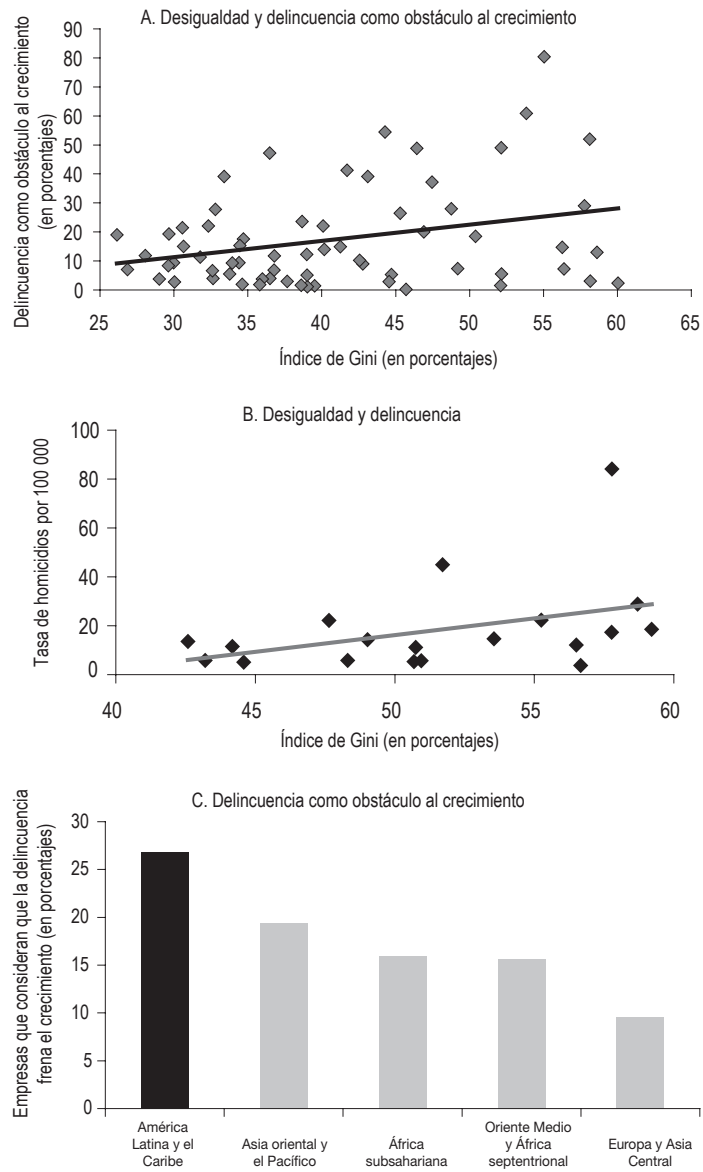 A. Desigualdad y delincuencia como obstáculo al crecimiento
Delincuencia como obstáculo al crecimiento
(en porcentajes)
90
80
70
60
50
40
30
20
10
0
25 30 35 40 45 50 55 60 65
Índice de Gini (en porcentajes)
B. Desigualdad y delincuencia
Tasa de homicidios por 100 000
100
80
60
40
20
0
40 45 50 55 60
Índice de Gini (en porcentajes)
C. Delincuencia como obstáculo al crecimiento
Empresas que consideran que la delincuencia
frena el crecimiento (en porcentajes)
30
25
20
15
10
5
0
América
Latina y el
Caribe
Asia oriental y
el Pacífico
África
subsahariana
Oriente Medio
y África
septentrional
Europa y Asia
Central